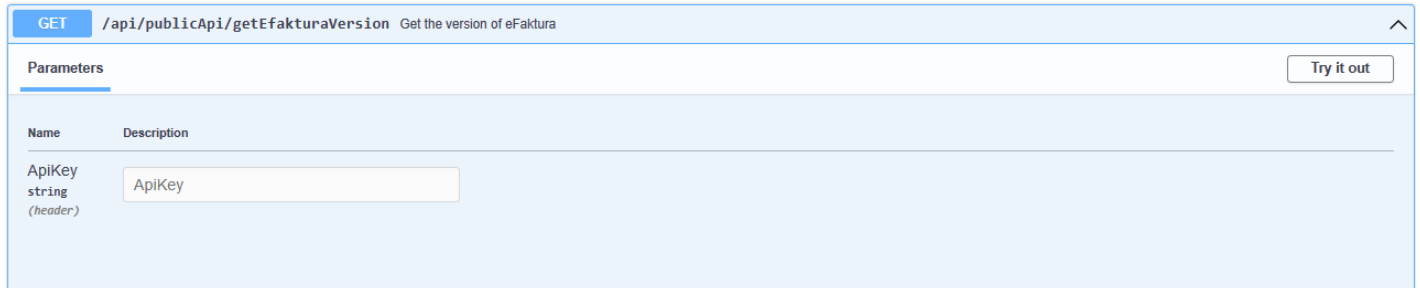 GET /api/publicApi/getEfakturaVersion Get the version of eFaktura
Parameters Try it out
Name Description
ApiKey
string
(header)
ApiKey